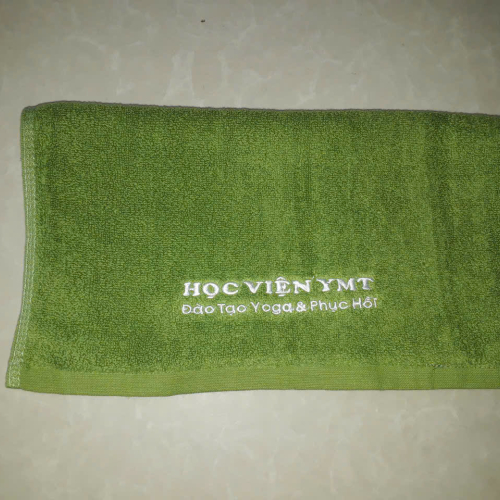 HỌC VIỆN YMT
Đào Tạo Yoga & Phục Hồi